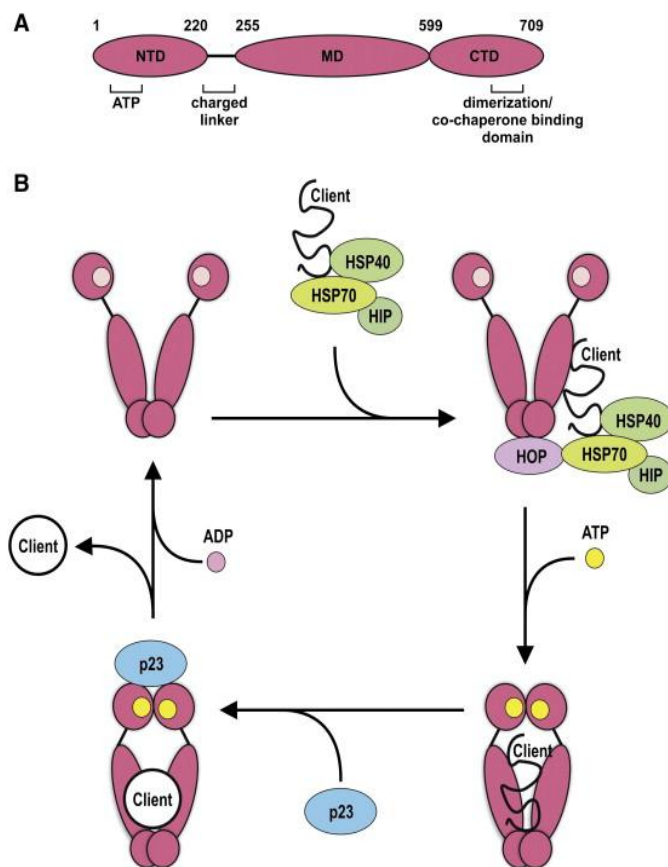 A
1 220 255 599 709
NTD MD CTD
ATP charged
linker
dimerization/
co-chaperone binding
domain
B
Client
HSP40
HSP70
HIP
Client
HSP40
HOP HSP70
HIP
ADP
ATP
Client
p23
Client
Client
p23